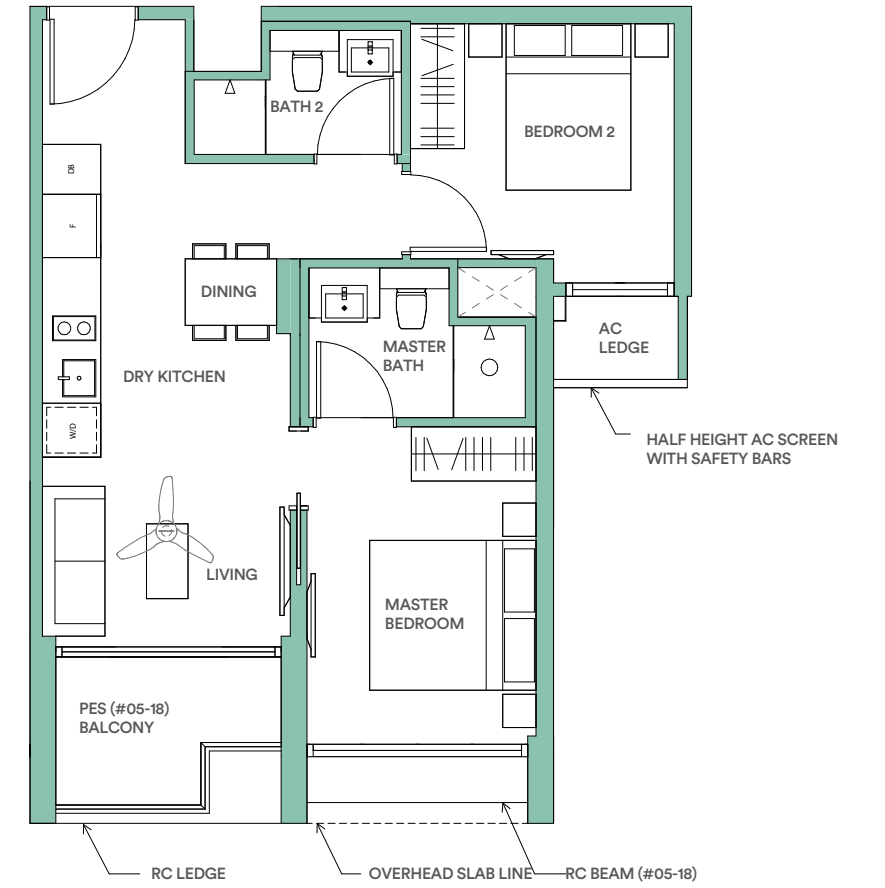 BATH 2
BEDROOM 2
DB
F
DINING
AC
LEDGE
MASTER
BATH
DRY KITCHEN
W/D
HALF HEIGHT AC SCREEN
WITH SAFETY BARS
LIVING
MASTER
BEDROOM
PES (#05-18)
BALCONY
RC LEDGE
OVERHEAD SLAB LINE
RC BEAM (#05-18)